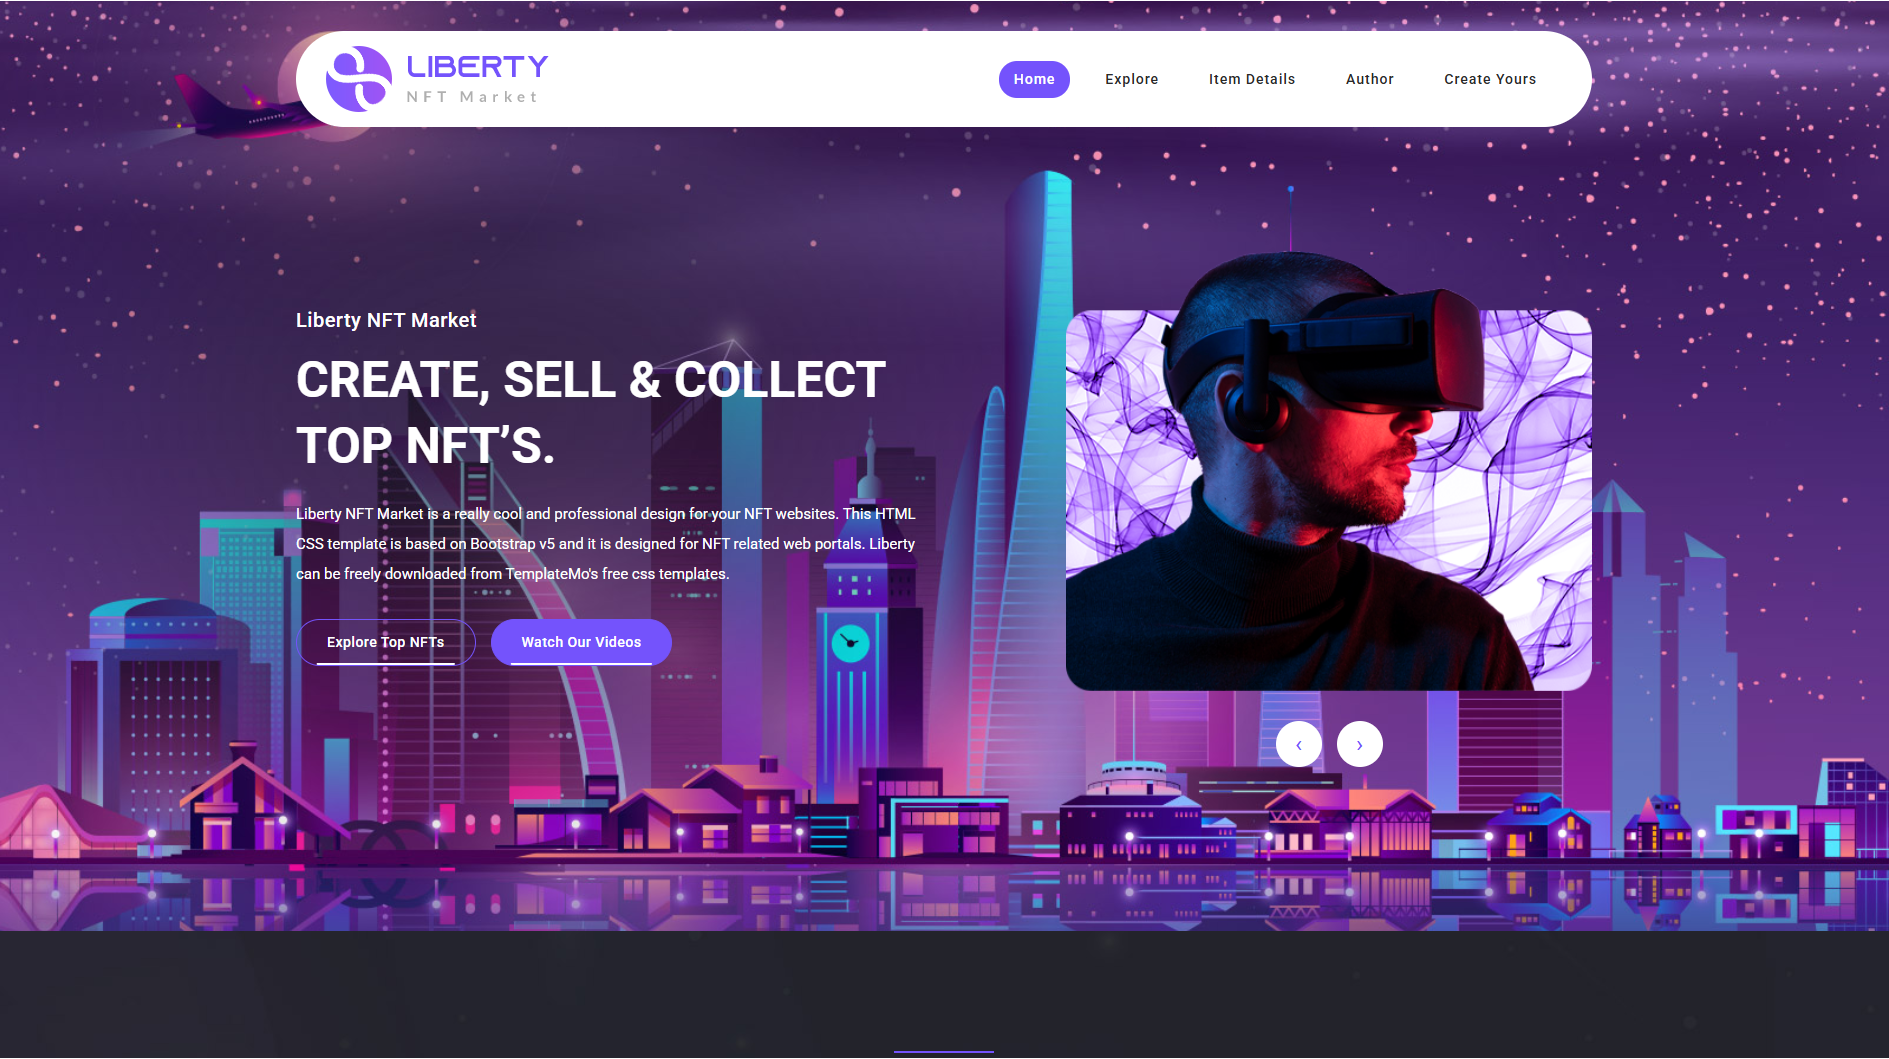 LIBERTY
NFT Market
Home
Explore
Item Details
Author
Create Yours
Liberty NFT Market
CREATE, SELL & COLLECT
TOP NFT’S.
Liberty NFT Market is a really cool and professional design for your NFT websites. This HTML
CSS template is based on Bootstrap v5 and it is designed for NFT related web portals. Liberty
can be freely downloaded from TemplateMo's free css templates.
Explore Top NFTs
Watch Our Videos
‹
›